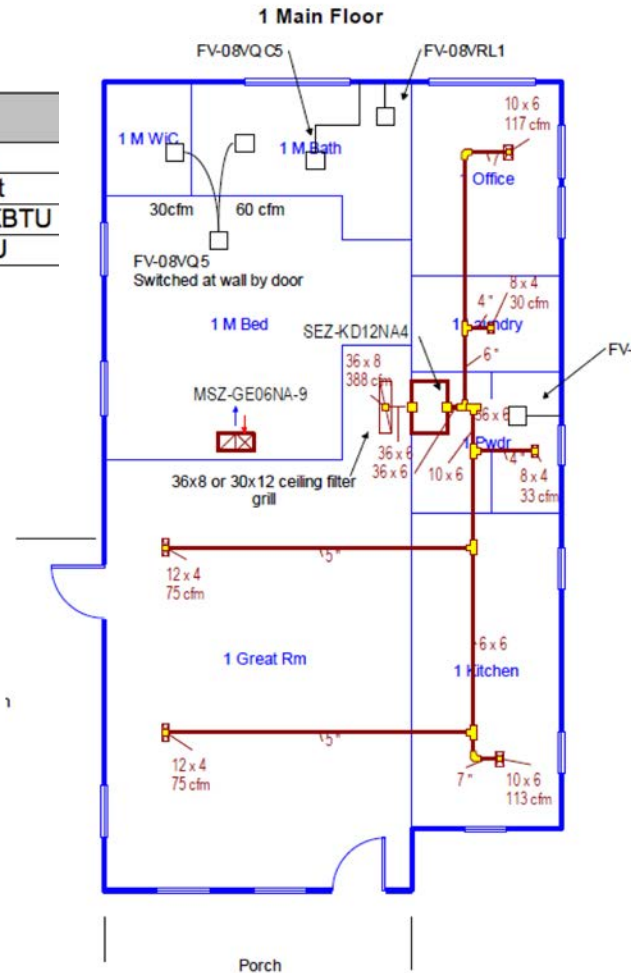 1 Main Floor
FV-08VQC5
FV-08VRL1
t
BTU
J
10 x 6
117 cfm
1 M WiC
1 M Bath
7
Office
30cfm
60 cfm
FV-08VQ5
Switched at wall by door
8 x 4
30 cfm
4 "
1 M Bed
SEZ-KD12NA4
1 Laundry
6 "
FV-
36 x 8
388 cfm
MSZ-GE06NA-9
36 x 6
1 Pwdr
36 x 6
36 x 6
10 x 6
4 "
8 x 4
33 cfm
36x8 or 30x12 ceiling filter
grill
5 "
12 x 4
75 cfm
6 x 6
1 Great Rm
1 Kitchen
5 "
12 x 4
75 cfm
7 "
10 x 6
113 cfm
Porch